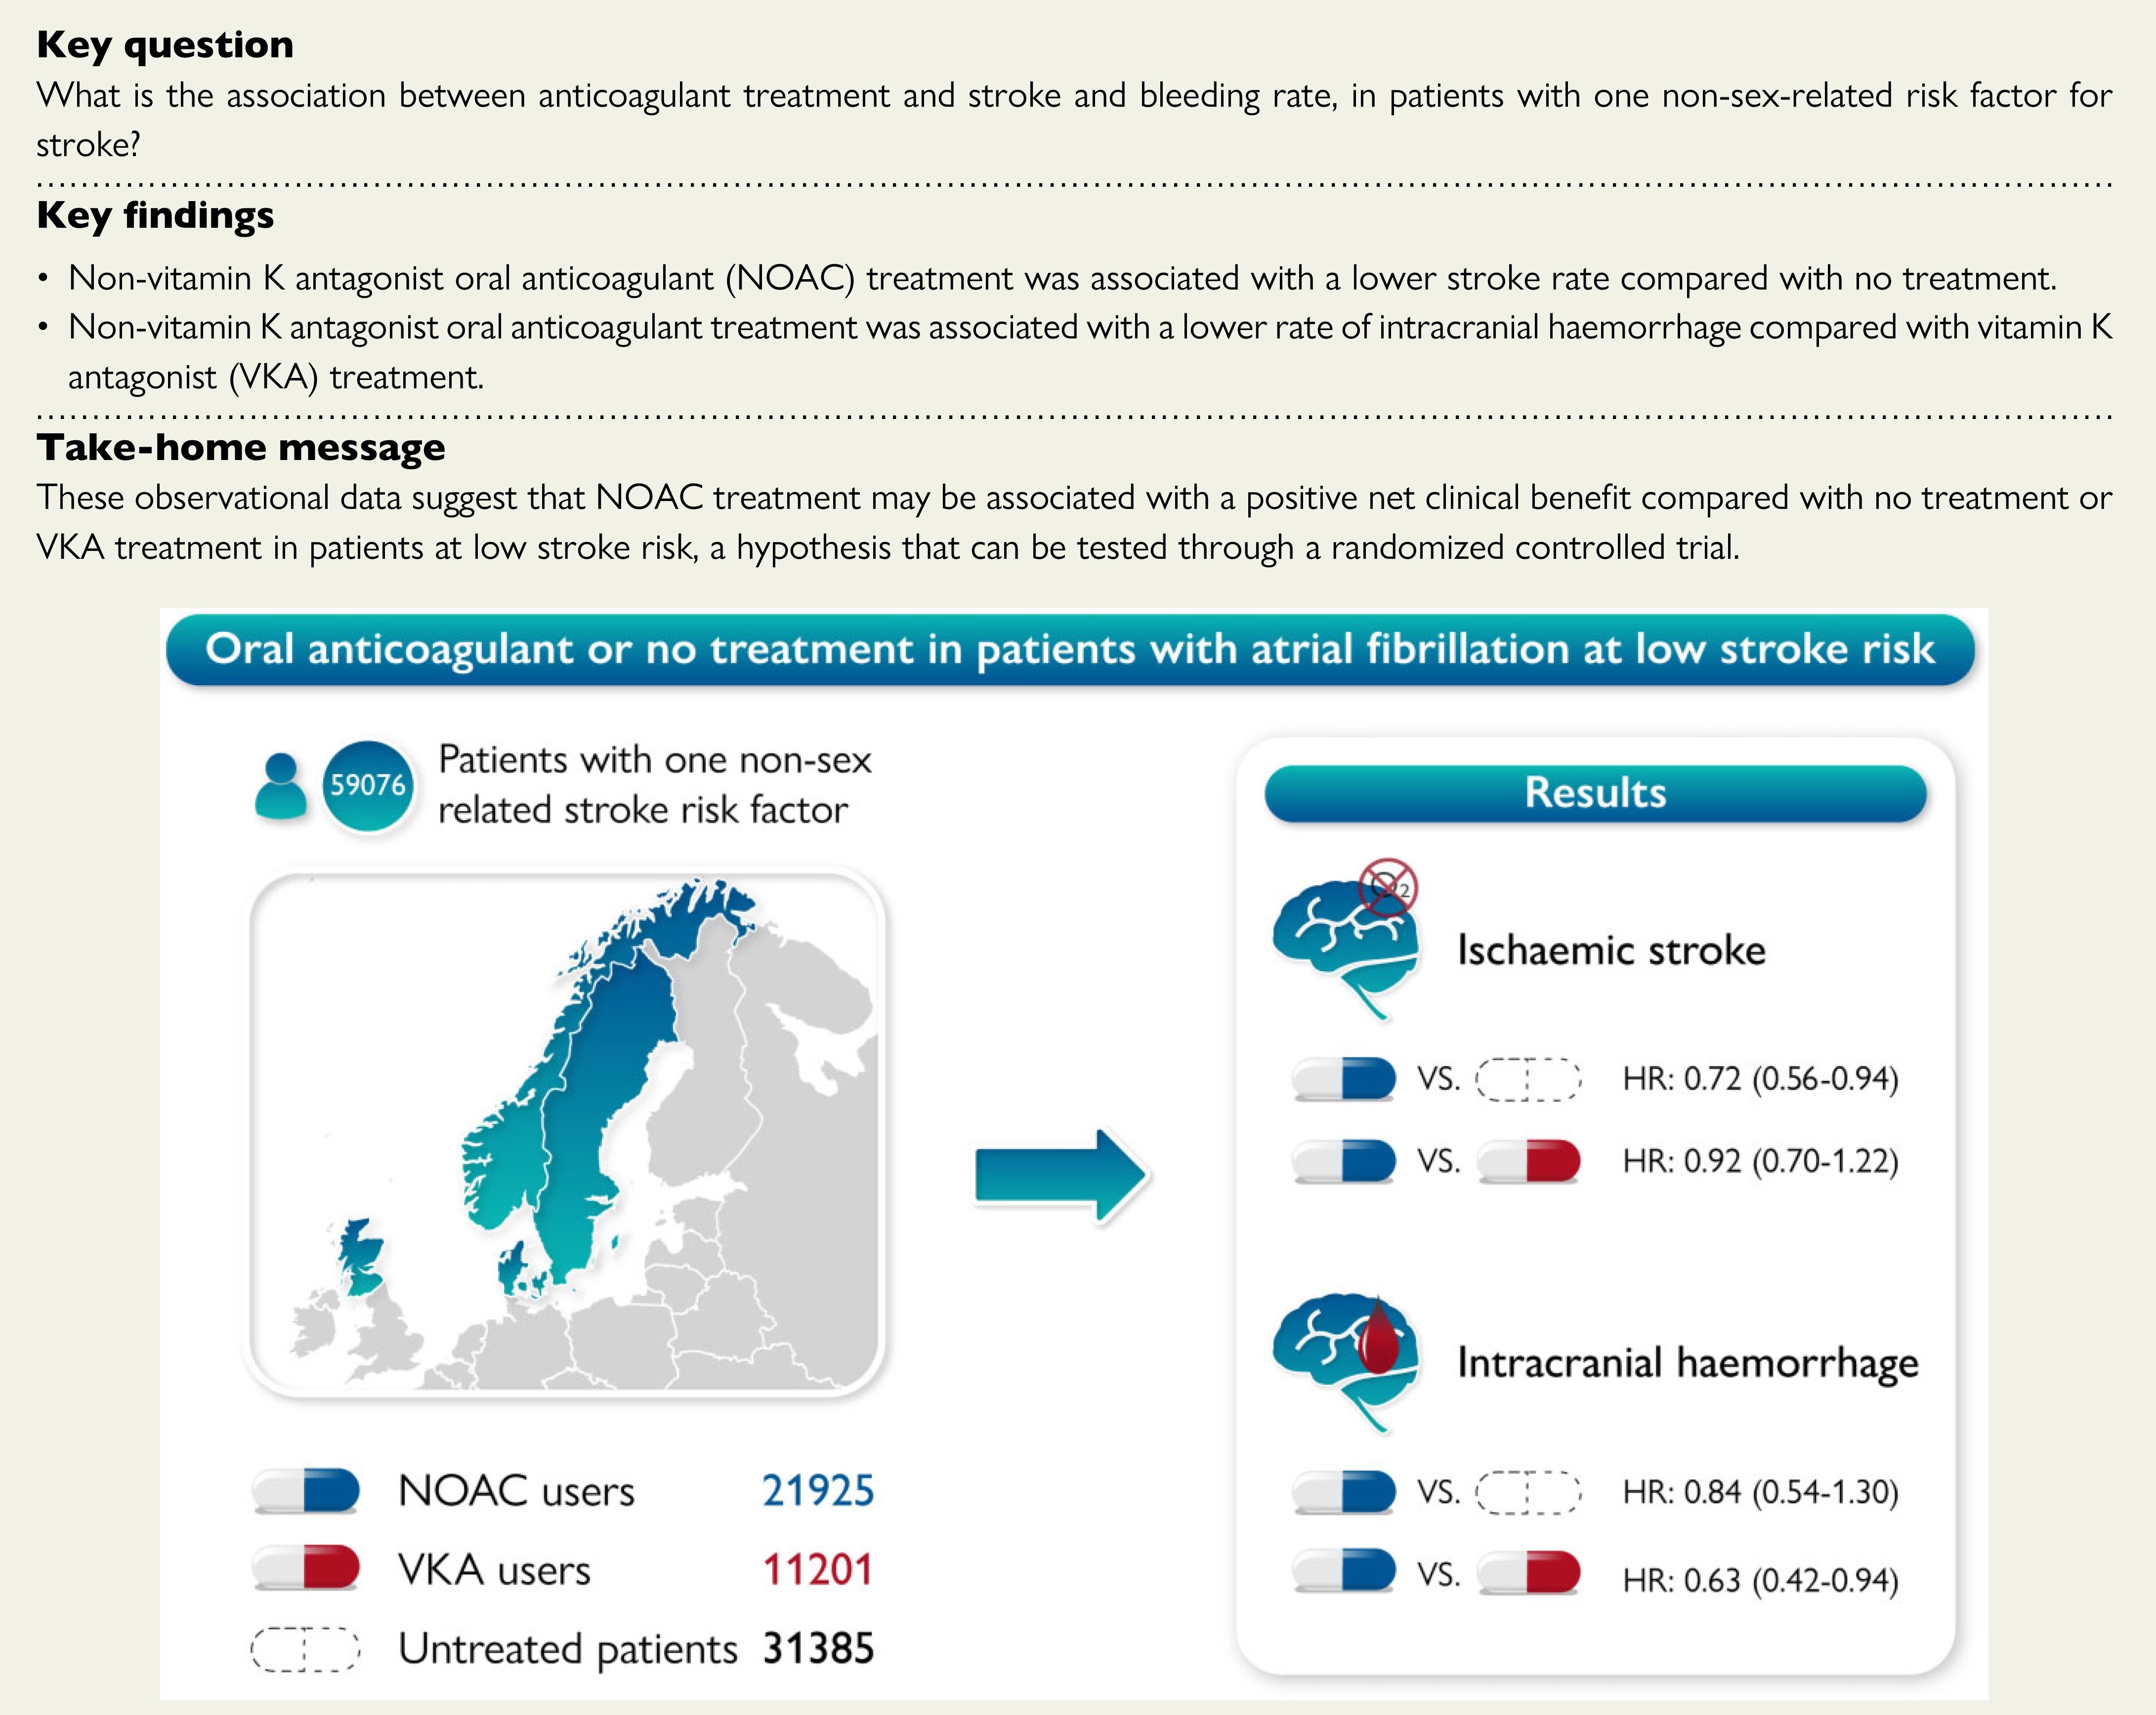 Key question
What is the association between anticoagulant treatment and stroke and bleeding rate, in patients with one non-sex-related risk factor for
stroke?
Key findings
• Non-vitamin K antagonist oral anticoagulant (NOAC) treatment was associated with a lower stroke rate compared with no treatment.
• Non-vitamin K antagonist oral anticoagulant treatment was associated with a lower rate of intracranial haemorrhage compared with vitamin K
antagonist (VKA) treatment.
Take-home message
These observational data suggest that NOAC treatment may be associated with a positive net clinical benefit compared with no treatment or
VKA treatment in patients at low stroke risk, a hypothesis that can be tested through a randomized controlled trial.
Oral anticoagulant or no treatment in patients with atrial fibrillation at low stroke risk
59076
Patients with one non-sex
related stroke risk factor
NOAC users 21925
VKA users 11201
Untreated patients 31385
Results
O2
Ischaemic stroke
VS. HR: 0.72 (0.56-0.94)
VS. HR: 0.92 (0.70-1.22)
Intracranial haemorrhage
VS. HR: 0.84 (0.54-1.30)
VS. HR: 0.63 (0.42-0.94)